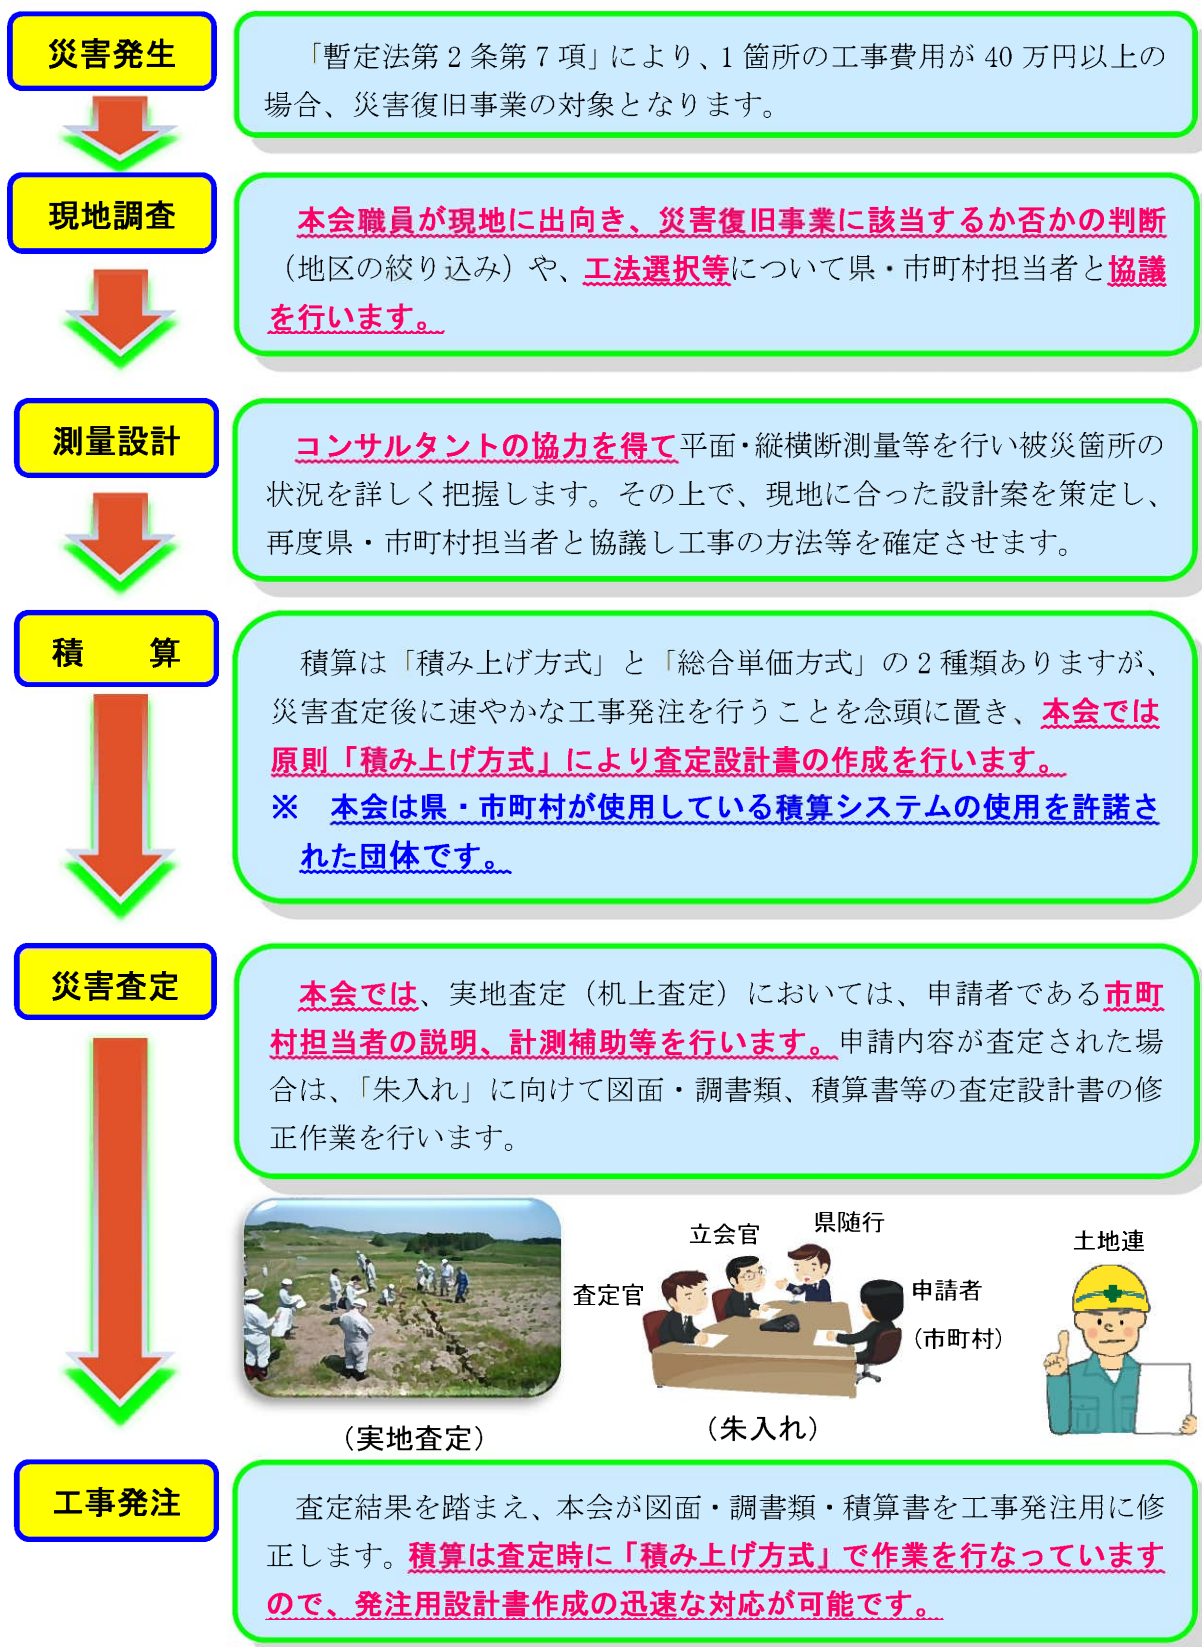 災害発生
「暫定法第２条第７項」により、１箇所の工事費用が 40 万円以上の
場合、災害復旧事業の対象となります。
現地調査
本会職員が現地に出向き、災害復旧事業に該当するか否かの判断
（地区の絞り込み）や、工法選択等について県・市町村担当者と協議
を行います。
測量設計
コンサルタントの協力を得て平面・縦横断測量等を行い被災箇所の
状況を詳しく把握します。その上で、現地に合った設計案を策定し、
再度県・市町村担当者と協議し工事の方法等を確定させます。
積　算
積算は「積み上げ方式」と「総合単価方式」の２種類ありますが、
災害査定後に速やかな工事発注を行うことを念頭に置き、本会では
原則「積み上げ方式」により査定設計書の作成を行います。
※　本会は県・市町村が使用している積算システムの使用を許諾さ
れた団体です。
災害査定
本会では、実地査定（机上査定）においては、申請者である市町
村担当者の説明、計測補助等を行います。申請内容が査定された場
合は、「朱入れ」に向けて図面・調書類、積算書等の査定設計書の修
正作業を行います。
県随行
立会官
土地連
査定官
申請者
（市町村）
（実地査定）
（朱入れ）
工事発注
査定結果を踏まえ、本会が図面・調書類・積算書を工事発注用に修
正します。積算は査定時に「積み上げ方式」で作業を行なっています
ので、発注用設計書作成の迅速な対応が可能です。